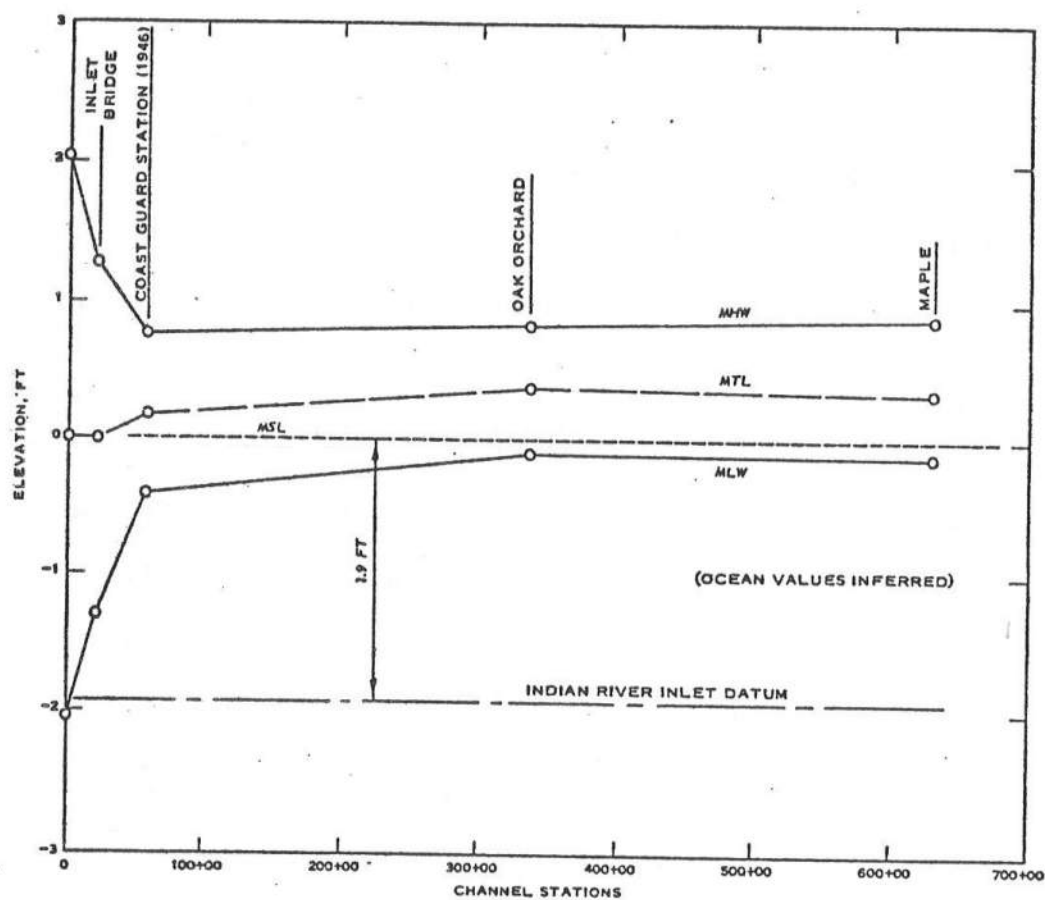 3
2
1
0
-1
-2
-3
ELEVATION, FT
INLET
BRIDGE
COAST GUARD STATION (1946)
OAK ORCHARD
MAPLE
MHW
MTL
MSL
MLW
1.9 FT
(OCEAN VALUES INFERRED)
INDIAN RIVER INLET DATUM
0
100+00
200+00
300+00
400+00
500+00
600+00
700+00
CHANNEL STATIONS